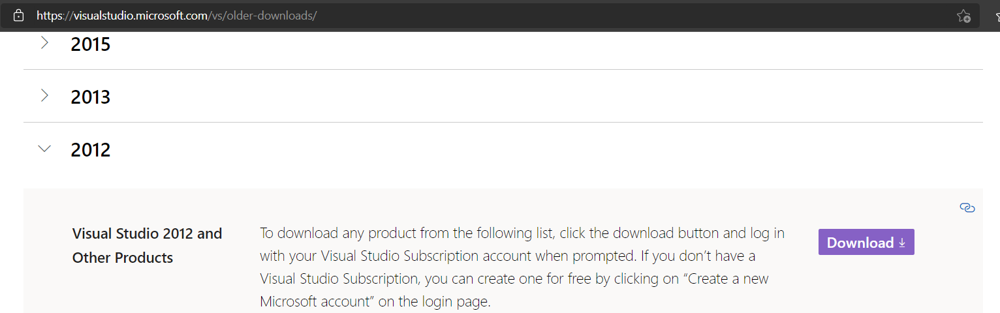 https://visualstudio.microsoft.com/vs/older-downloads/
2015
2013
2012
Visual Studio 2012 and
Other Products
To download any product from the following list, click the download button and log in
with your Visual Studio Subscription account when prompted. If you don’t have a
Visual Studio Subscription, you can create one for free by clicking on “Create a new
Microsoft account” on the login page.
Download